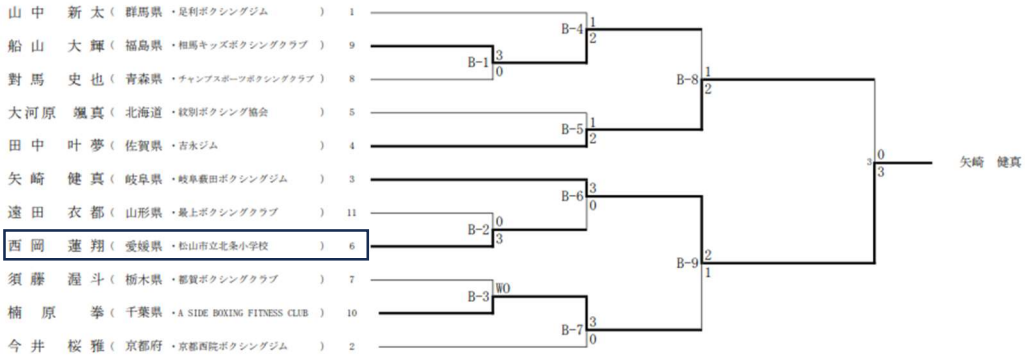 山中 新太( 群馬県・足利ボクシングジム ) 1
船山 大輝( 福島県・相馬キッズボクシングクラブ ) 9
對馬 史也( 青森県・チャンプスポーツボクシングクラブ ) 8
大河原 颯真( 北海道・紋別ボクシング協会 ) 5
田中 叶夢( 佐賀県・古永ジム ) 4
矢崎 健真( 岐阜県・岐阜薮田ボクシングジム ) 3
遠田 衣都( 山形県・最上ボクシングクラブ ) 11
西岡 蓮翔( 愛媛県・松山市立北条小学校 ) 6
須藤 渥斗( 栃木県・都賀ボクシングクラブ ) 7
楠原 拳( 千葉県・A SIDE BOXING FITNESS CLUB ) 10
今井 桜雅( 京都府・京都西院ボクシングジム ) 2
B-1 3 0
B-2 0 3
B-3 WO
B-4 1 2
B-5 1 2
B-6 3 0
B-7 3 0
B-8 1 2
B-9 2 1
3 0 3
矢崎 健真